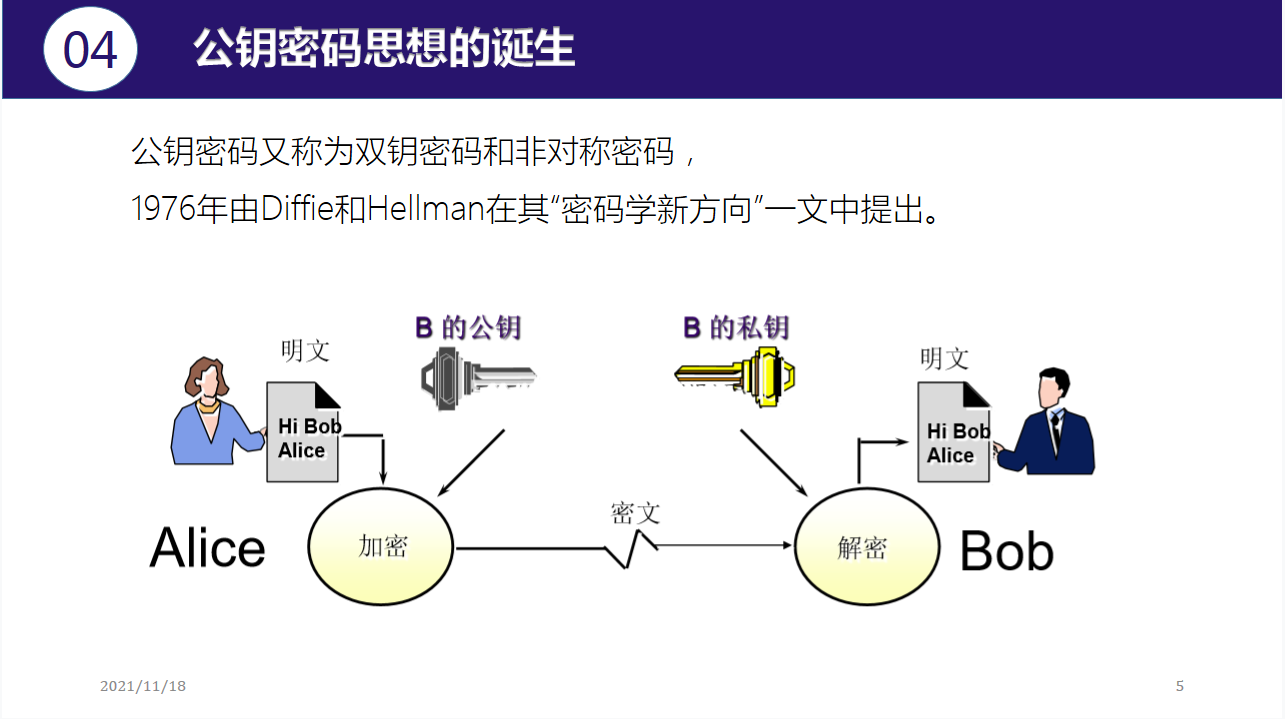 04
公钥密码思想的诞生
公钥密码又称为双钥密码和非对称密码，
1976年由Diffie和Hellman在其“密码学新方向”一文中提出。
B 的公钥
B 的私钥
明文
明文
Hi Bob
Alice
Hi Bob
Alice
密文
Alice
加密
解密
Bob
2021/11/18
5